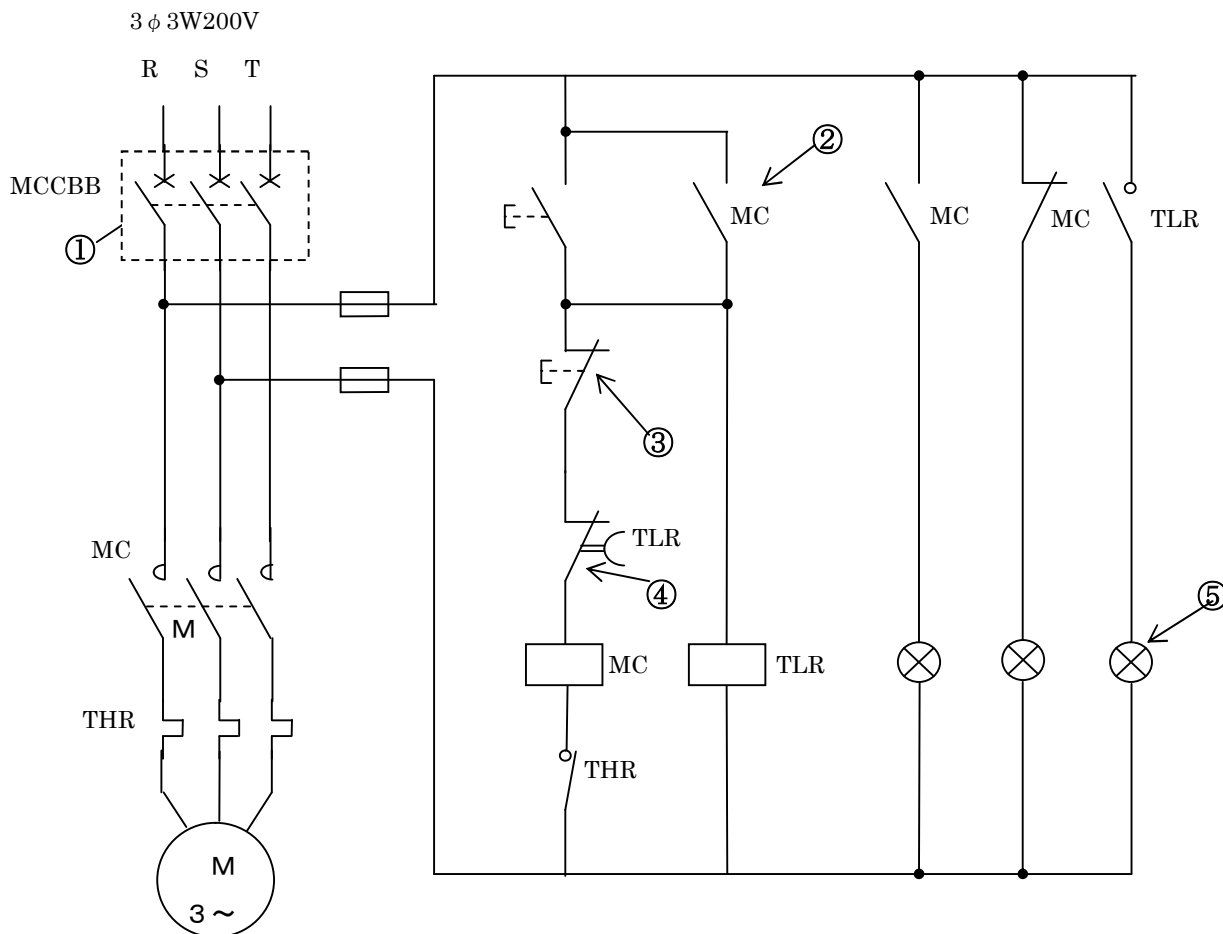 3φ3W200V
R S T
MCCBB
①
②
MC
MC
MC
TLR
③
TLR
④
MC
M
MC
TLR
⑤
THR
THR
M
3～